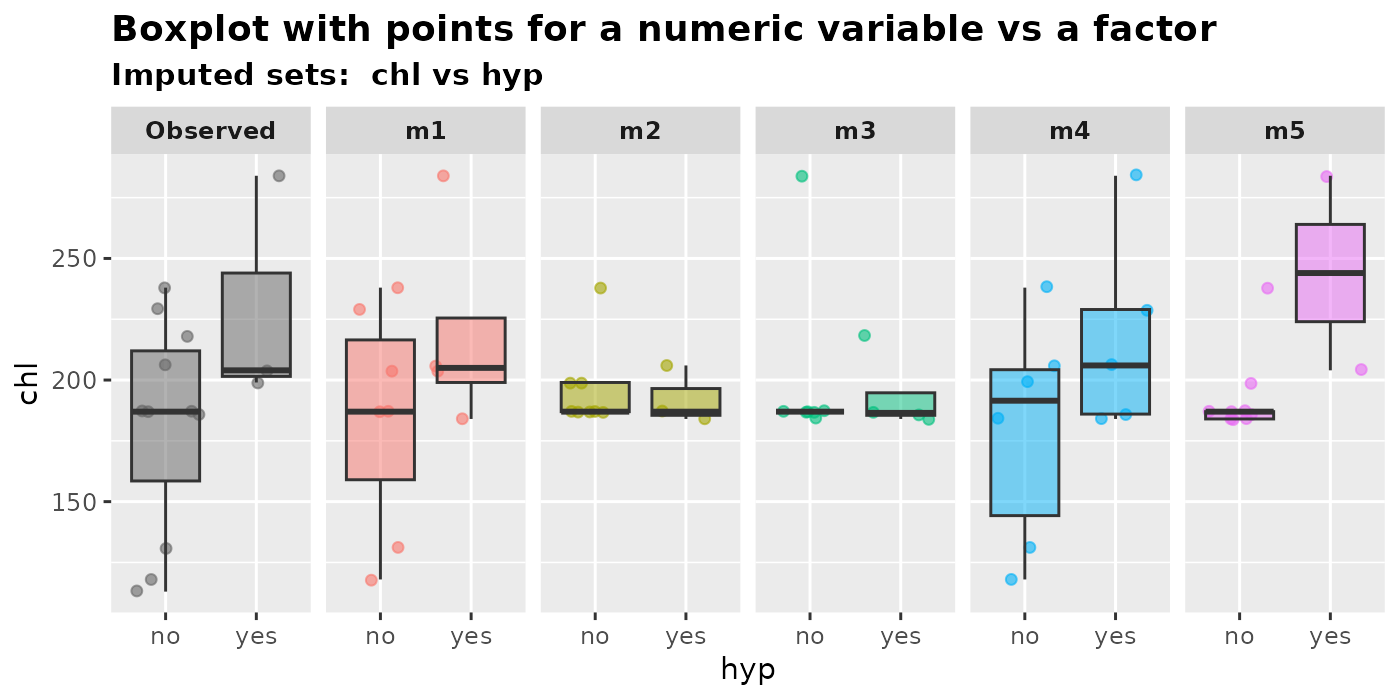 Boxplot with points for a numeric variable vs a factor
Imputed sets:  chl vs hyp
Observed m1 m2 m3 m4 m5
250
200
150
chl
no yes no yes no yes no yes no yes no yes
hyp